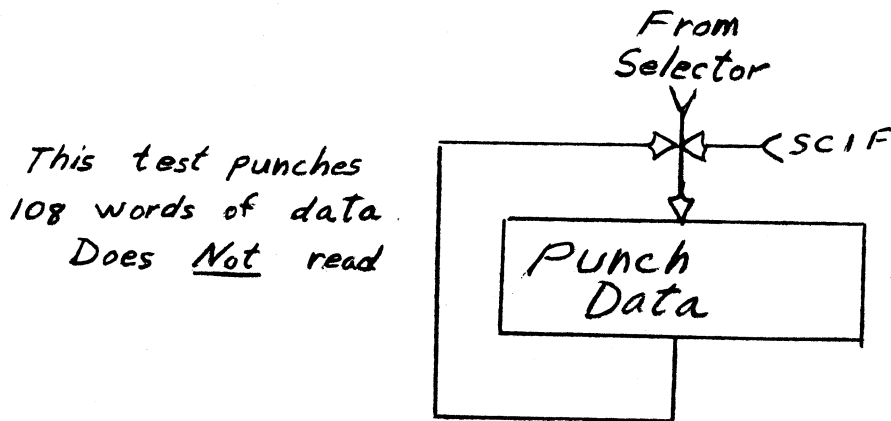 From
Selector
SCIF
This test punches
108 words of data.
Does Not read
Punch
Data